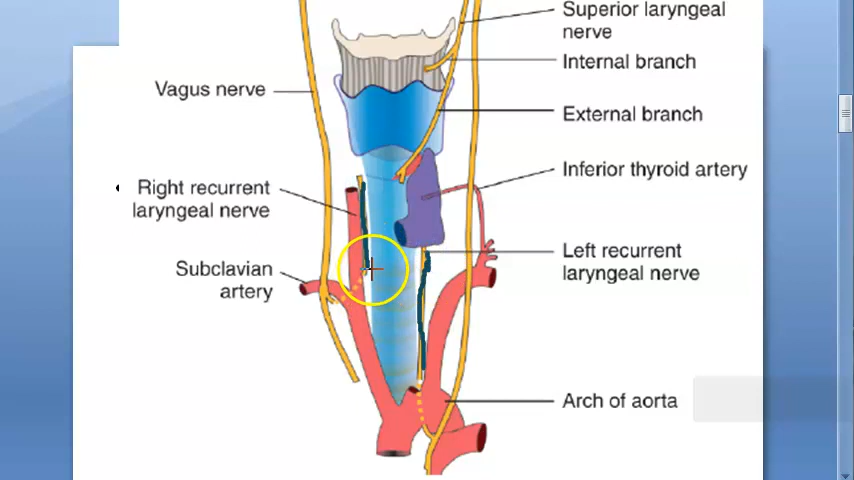 Superior laryngeal
nerve
Internal branch
Vagus nerve
External branch
Inferior thyroid artery
Right recurrent
laryngeal nerve
Left recurrent
laryngeal nerve
Subclavian
artery
Arch of aorta